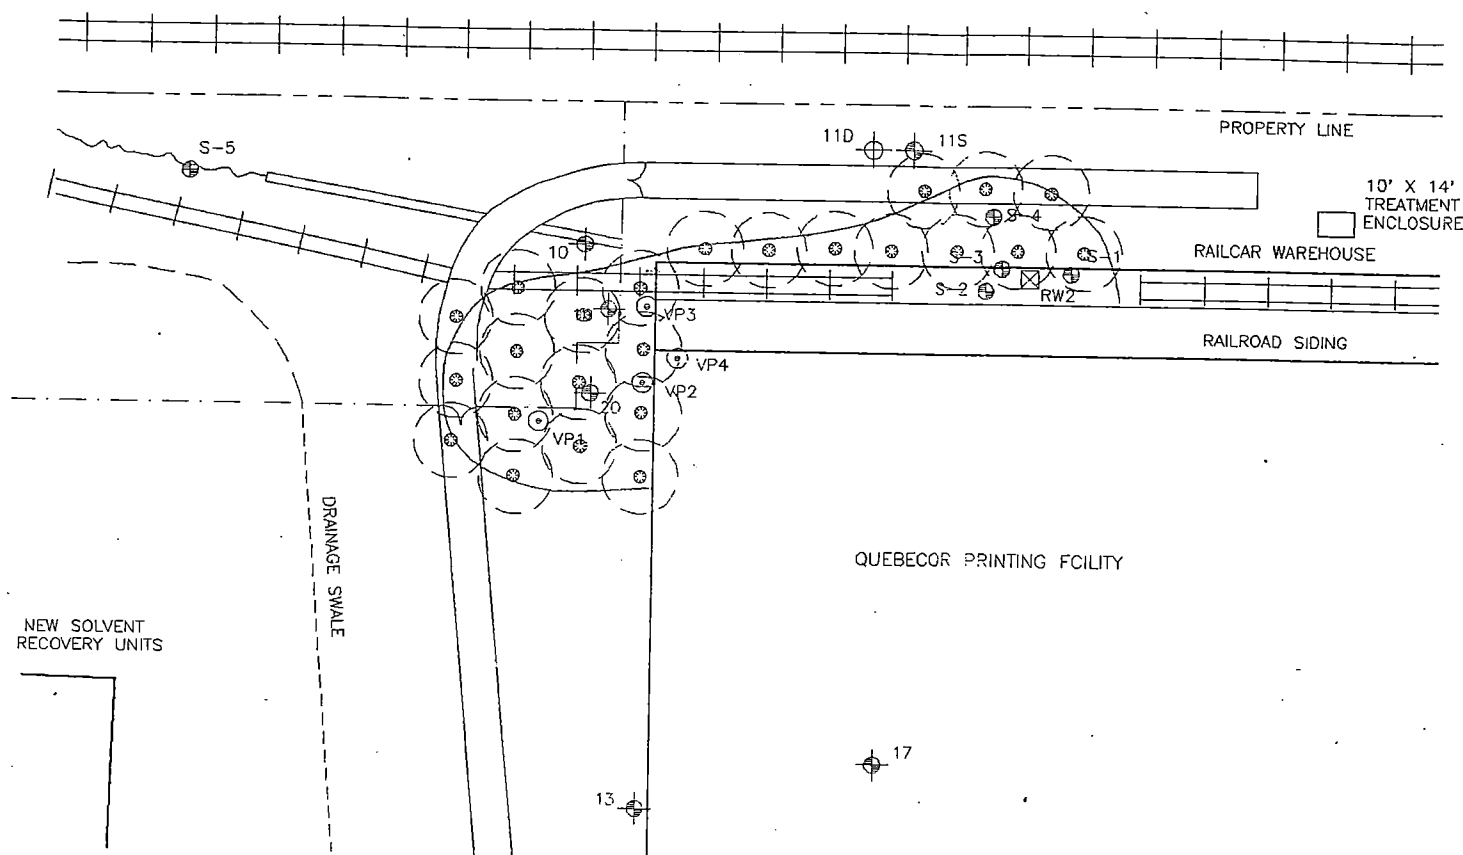 PROPERTY LINE
11D
11S
S-5
10' X 14'
TREATMENT
ENCLOSURE
S-4
10
RAILCAR WAREHOUSE
S-3
S-1
S-2
RW2
VP3
RAILROAD SIDING
VP4
VP2
20
VP1
DRAINAGE SWALE
QUEBECOR PRINTING FCILITY
NEW SOLVENT
RECOVERY UNITS
17
13